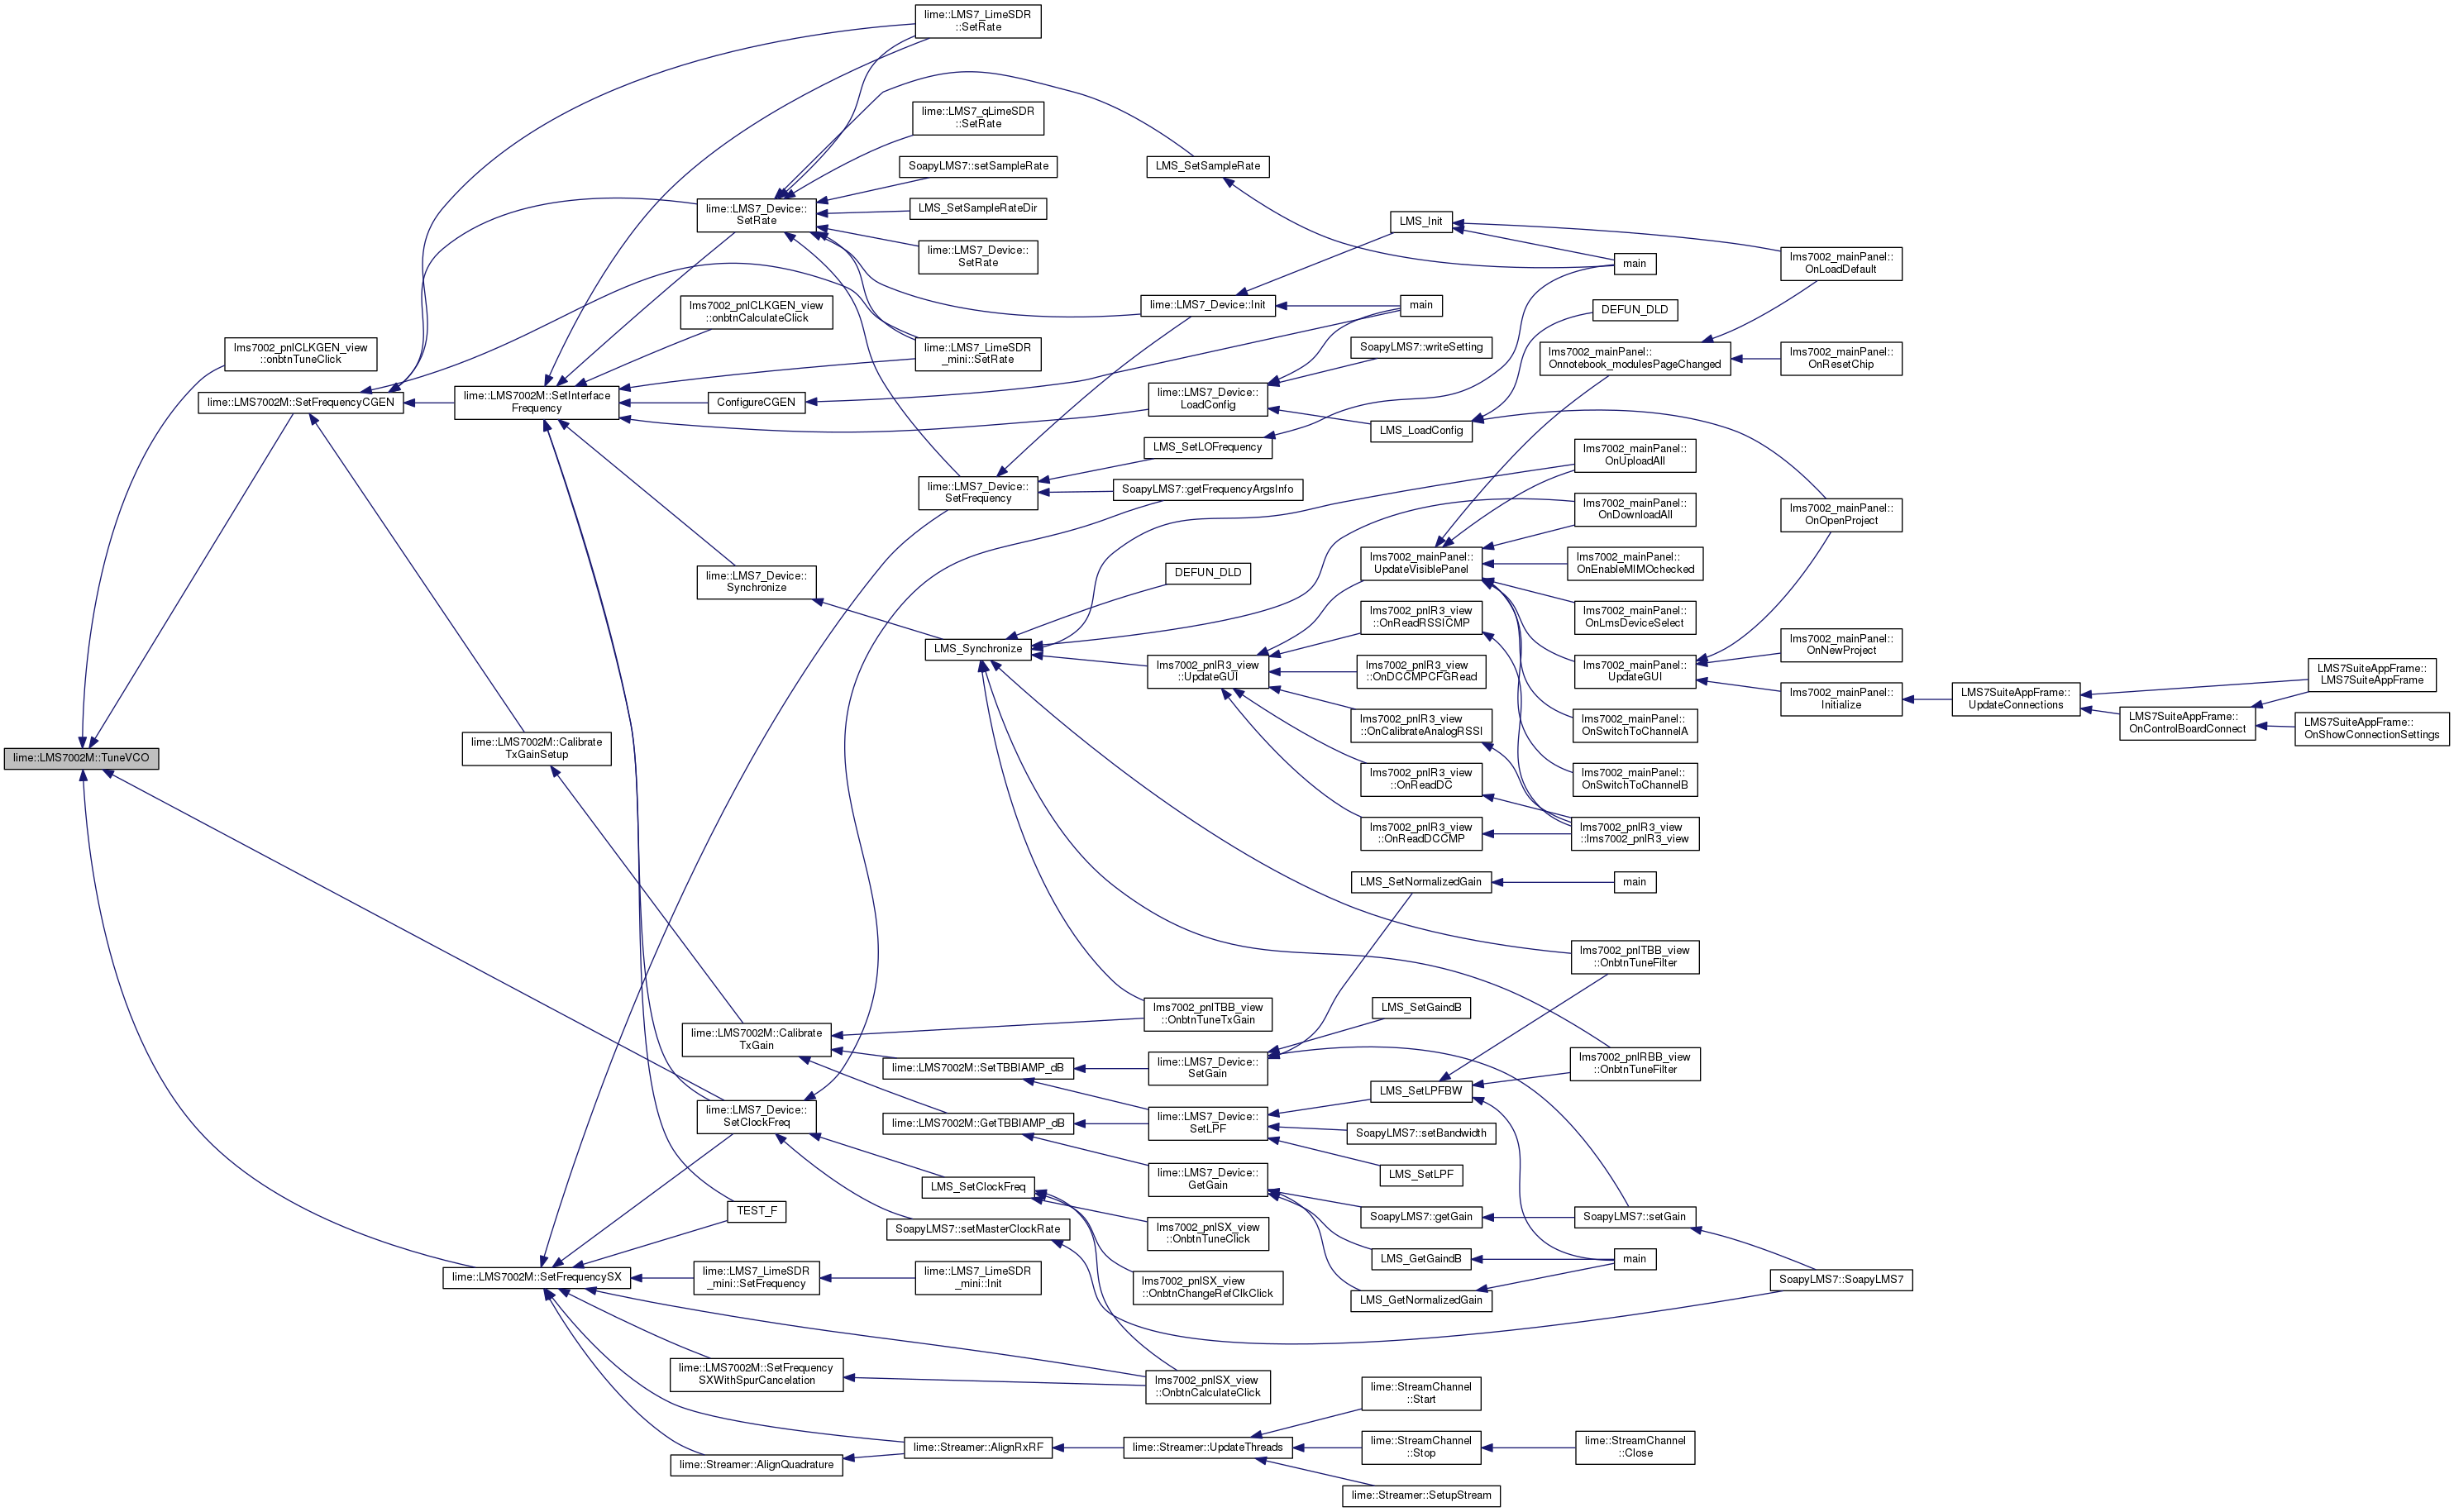 lime::LMS7002M::TuneVCO
lms7002_pnlCLKGEN_view
::onbtnTuneClick
lime::LMS7002M::SetFrequencyCGEN
lime::LMS7002M::SetInterface
Frequency
lime::LMS7002M::Calibrate
TxGainSetup
lime::LMS7002M::SetFrequencySX
lime::LMS7_Device::
SetRate
lms7002_pnlCLKGEN_view
::onbtnCalculateClick
ConfigureCGEN
lime::LMS7_Device::
Synchronize
lime::LMS7002M::Calibrate
TxGain
lime::LMS7_Device::
SetClockFreq
TEST_F
lime::LMS7_LimeSDR
_mini::SetFrequency
lime::LMS7002M::SetFrequency
SXWithSpurCancelation
lime::Streamer::AlignQuadrature
lime::LMS7_LimeSDR
::SetRate
lime::LMS7_qLimeSDR
::SetRate
SoapyLMS7::setSampleRate
LMS_SetSampleRateDir
lime::LMS7_Device::
SetRate
lime::LMS7_LimeSDR
_mini::SetRate
lime::LMS7_Device::
SetFrequency
LMS_Synchronize
lime::LMS7002M::SetTBBIAMP_dB
lime::LMS7002M::GetTBBIAMP_dB
LMS_SetClockFreq
SoapyLMS7::setMasterClockRate
lime::LMS7_LimeSDR
_mini::Init
lime::Streamer::AlignRxRF
LMS_SetSampleRate
lime::LMS7_Device::Init
lime::LMS7_Device::
LoadConfig
LMS_SetLOFrequency
SoapyLMS7::getFrequencyArgsInfo
DEFUN_DLD
lms7002_pnlR3_view
::UpdateGUI
lms7002_pnlTBB_view
::OnbtnTuneTxGain
lime::LMS7_Device::
SetGain
lime::LMS7_Device::
SetLPF
lime::LMS7_Device::
GetGain
lms7002_pnlSX_view
::OnbtnTuneClick
lms7002_pnlSX_view
::OnbtnChangeRefClkClick
lms7002_pnlSX_view
::OnbtnCalculateClick
lime::Streamer::UpdateThreads
LMS_Init
main
SoapyLMS7::writeSetting
LMS_LoadConfig
lms7002_mainPanel::
UpdateVisiblePanel
lms7002_pnlR3_view
::OnReadRSSICMP
lms7002_pnlR3_view
::OnDCCMPCFGRead
lms7002_pnlR3_view
::OnCalibrateAnalogRSSI
lms7002_pnlR3_view
::OnReadDC
lms7002_pnlR3_view
::OnReadDCCMP
LMS_SetNormalizedGain
LMS_SetGaindB
LMS_SetLPFBW
SoapyLMS7::setBandwidth
LMS_SetLPF
SoapyLMS7::getGain
LMS_GetGaindB
LMS_GetNormalizedGain
lime::StreamChannel
::Start
lime::StreamChannel
::Stop
lime::Streamer::SetupStream
main
DEFUN_DLD
lms7002_mainPanel::
Onnotebook_modulesPageChanged
lms7002_mainPanel::
OnUploadAll
lms7002_mainPanel::
OnDownloadAll
lms7002_mainPanel::
OnEnableMIMOchecked
lms7002_mainPanel::
OnLmsDeviceSelect
lms7002_mainPanel::
UpdateGUI
lms7002_mainPanel::
OnSwitchToChannelA
lms7002_mainPanel::
OnSwitchToChannelB
lms7002_pnlR3_view
::lms7002_pnlR3_view
main
lms7002_pnlTBB_view
::OnbtnTuneFilter
lms7002_pnlRBB_view
::OnbtnTuneFilter
SoapyLMS7::setGain
main
lime::StreamChannel
::Close
lms7002_mainPanel::
OnLoadDefault
lms7002_mainPanel::
OnResetChip
lms7002_mainPanel::
OnOpenProject
lms7002_mainPanel::
OnNewProject
lms7002_mainPanel::
Initialize
SoapyLMS7::SoapyLMS7
LMS7SuiteAppFrame::
UpdateConnections
LMS7SuiteAppFrame::
OnControlBoardConnect
LMS7SuiteAppFrame::
LMS7SuiteAppFrame
LMS7SuiteAppFrame::
OnShowConnectionSettings